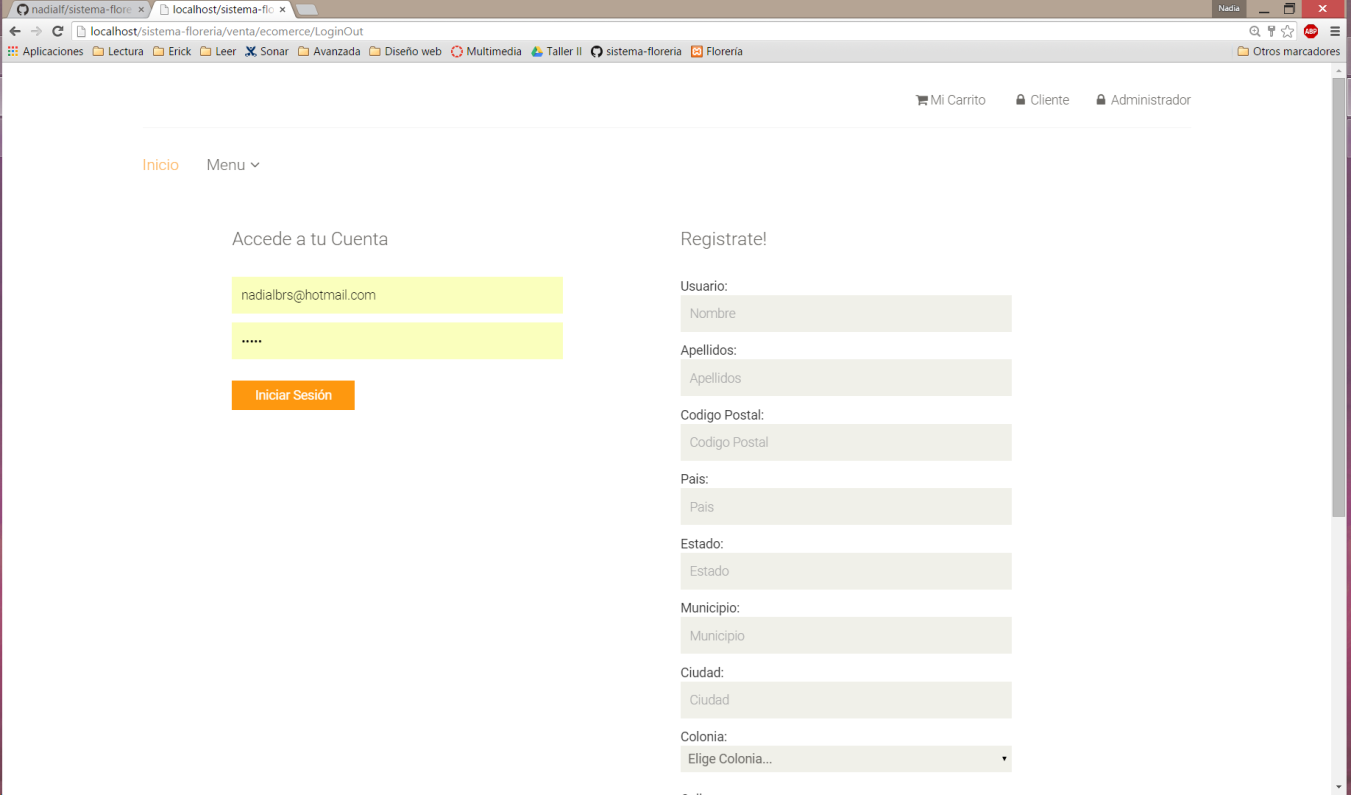 nadialf/sistema-flore
localhost/sistema-flo
Nadia
localhost/sistema-floreria/venta/ecomerce/LoginOut
ABP
Aplicaciones Lectura Erick Leer Sonar Avanzada Diseño web Multimedia Taller II sistema-floreria Florería Otros marcadores
Mi Carrito Cliente Administrador
Inicio Menu
Accede a tu Cuenta
nadialbrs@hotmail.com
•••••
Iniciar Sesión
Registrate!
Usuario:
Nombre
Apellidos:
Apellidos
Codigo Postal:
Codigo Postal
Pais:
Pais
Estado:
Estado
Municipio:
Municipio
Ciudad:
Ciudad
Colonia:
Elige Colonia...